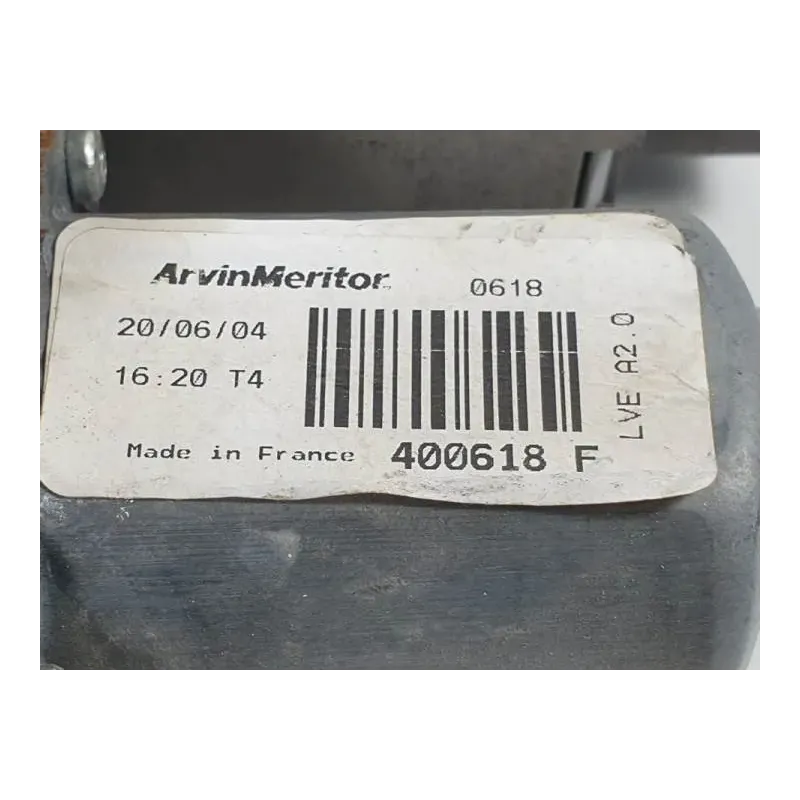 ArvinMeritor 0618
20/06/04
16:20 T4
Made in France 400618 F
LVE A2.0